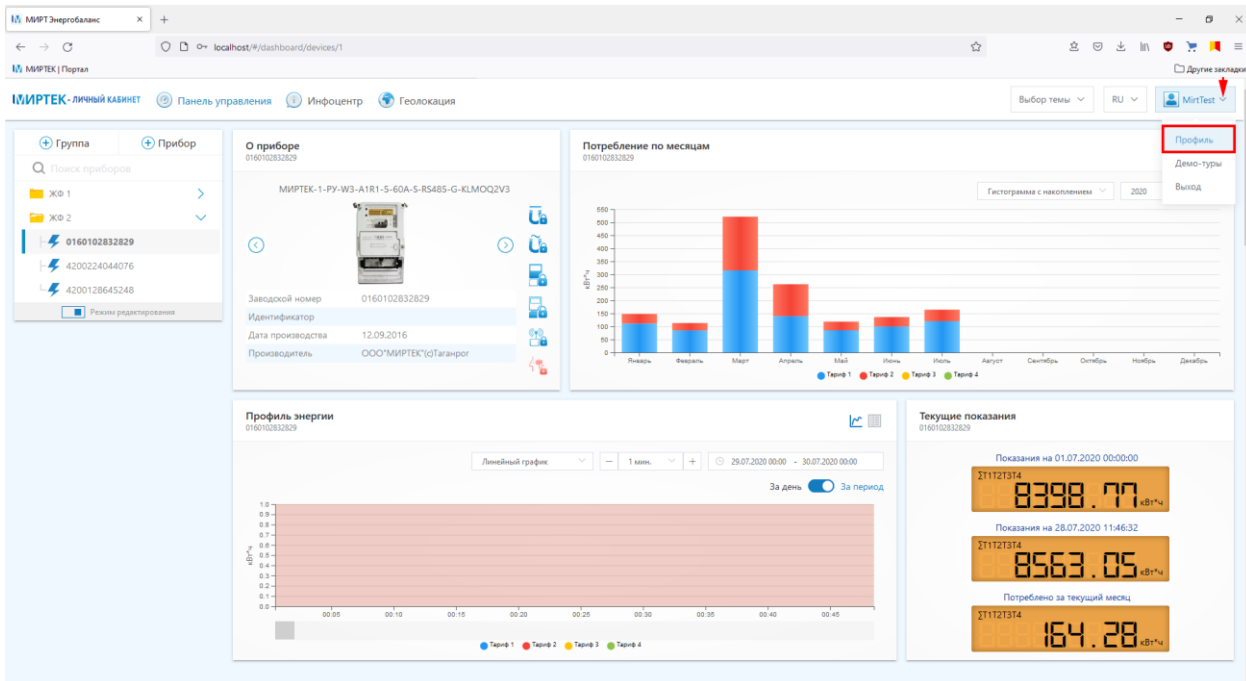 МИРТ Энергобаланс
localhost/#/dashboard/devices/1
МИРТЕК | Портал
Другие закладки
МИРТЕК - ЛИЧНЫЙ КАБИНЕТ
Панель управления
Инфоцентр
Геолокация
Выбор темы
RU
MirtTest
Профиль
Демо-туры
Выход
Группа
Прибор
Поиск приборов
ЖФ 1
ЖФ 2
0160102832829
4200224044076
4200128645248
Режим редактирования
О приборе
0160102832829
МИРТЕК-1-РУ-W3-A1R1-5-60A-S-RS485-G-KLMOQ2V3
Заводской номер 0160102832829
Идентификатор
Дата производства 12.09.2016
Производитель ООО"МИРТЕК"(с)Таганрог
Потребление по месяцам
0160102832829
Гистограмма с накоплением
2020
кВт*ч
550
500
450
400
350
300
250
200
150
100
50
0
Январь Февраль Март Апрель Май Июнь Июль Август Сентябрь Октябрь Ноябрь Декабрь
Тариф 1 Тариф 2 Тариф 3 Тариф 4
Профиль энергии
0160102832829
Линейный график
1 мин.
29.07.2020 00:00 - 30.07.2020 00:00
За день За период
кВт*ч
1.0
0.9
0.8
0.7
0.6
0.5
0.4
0.3
0.2
0.1
0.0
00:05 00:10 00:15 00:20 00:25 00:30 00:35 00:40 00:45
Тариф 1 Тариф 2 Тариф 3 Тариф 4
Текущие показания
0160102832829
Показания на 01.07.2020 00:00:00
ΣT1T2T3T4
8398.77 кВт*ч
Показания на 28.07.2020 11:46:32
ΣT1T2T3T4
8563.05 кВт*ч
Потреблено за текущий месяц
ΣT1T2T3T4
164.28 кВт*ч